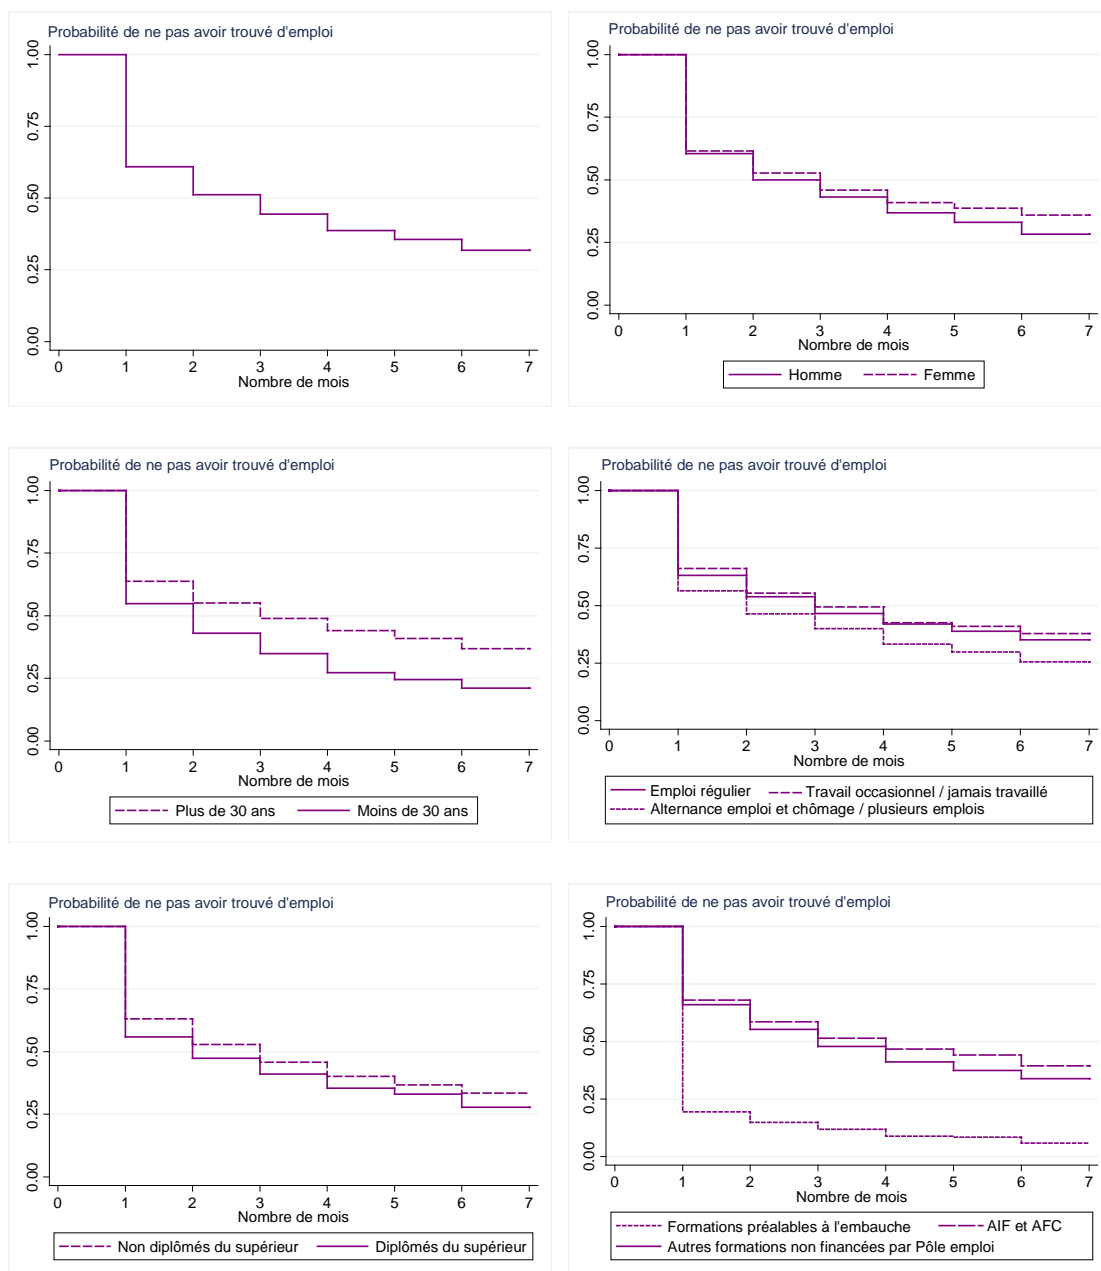 Probabilité de ne pas avoir trouvé d'emploi
1.00
0.75
0.50
0.25
0.00
0 1 2 3 4 5 6 7
Nombre de mois
Probabilité de ne pas avoir trouvé d'emploi
1.00
0.75
0.50
0.25
0.00
0 1 2 3 4 5 6 7
Nombre de mois
Homme Femme
Probabilité de ne pas avoir trouvé d'emploi
1.00
0.75
0.50
0.25
0.00
0 1 2 3 4 5 6 7
Nombre de mois
Plus de 30 ans Moins de 30 ans
Probabilité de ne pas avoir trouvé d'emploi
1.00
0.75
0.50
0.25
0.00
0 1 2 3 4 5 6 7
Nombre de mois
Emploi régulier Travail occasionnel / jamais travaillé
Alternance emploi et chômage / plusieurs emplois
Probabilité de ne pas avoir trouvé d'emploi
1.00
0.75
0.50
0.25
0.00
0 1 2 3 4 5 6 7
Nombre de mois
Non diplômés du supérieur Diplômés du supérieur
Probabilité de ne pas avoir trouvé d'emploi
1.00
0.75
0.50
0.25
0.00
0 1 2 3 4 5 6 7
Nombre de mois
Formations préalables à l'embauche AIF et AFC
Autres formations non financées par Pôle emploi